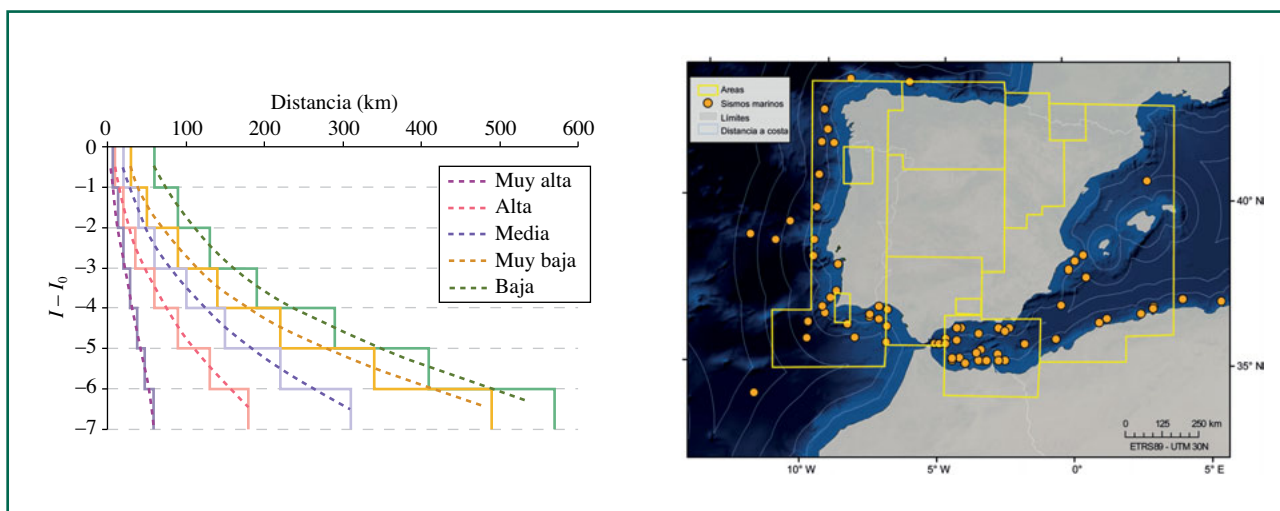 Distancia (km)
0 100 200 300 400 500 600
0
−1
−2
−3
−4
−5
−6
−7
I – I0
Muy alta
Alta
Media
Muy baja
Baja
Areas
Sismos marinos
Límites
Distancia a costa
40° N
35° N
0 125 250 km
ETRS89 - UTM 30N
10° W 5° W 0° 5° E